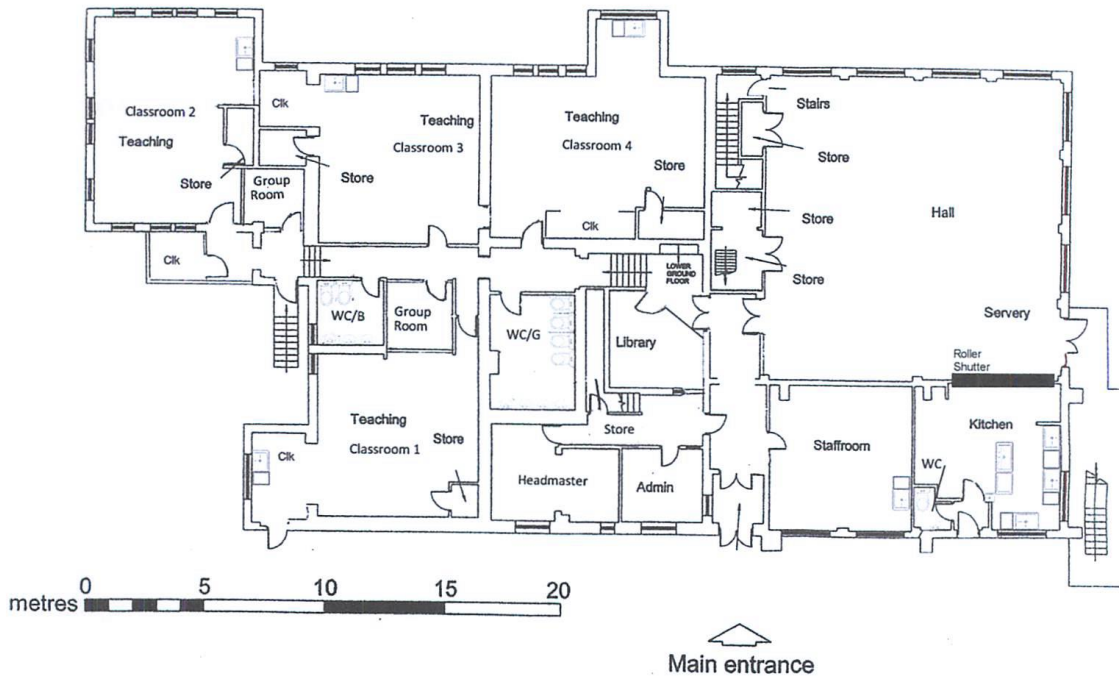 Classroom 2
Teaching
Store
Clk
Group
Room
Clk
Store
Teaching
Classroom 3
Teaching
Classroom 4
Store
Clk
Stairs
Store
Store
Store
Hall
LOWER
GROUND
FLOOR
WC/B
Group
Room
WC/G
Library
Servery
Roller
Shutter
Teaching
Classroom 1
Store
Clk
Store
Headmaster
Admin
Staffroom
WC
Kitchen
metres 0 5 10 15 20
Main entrance